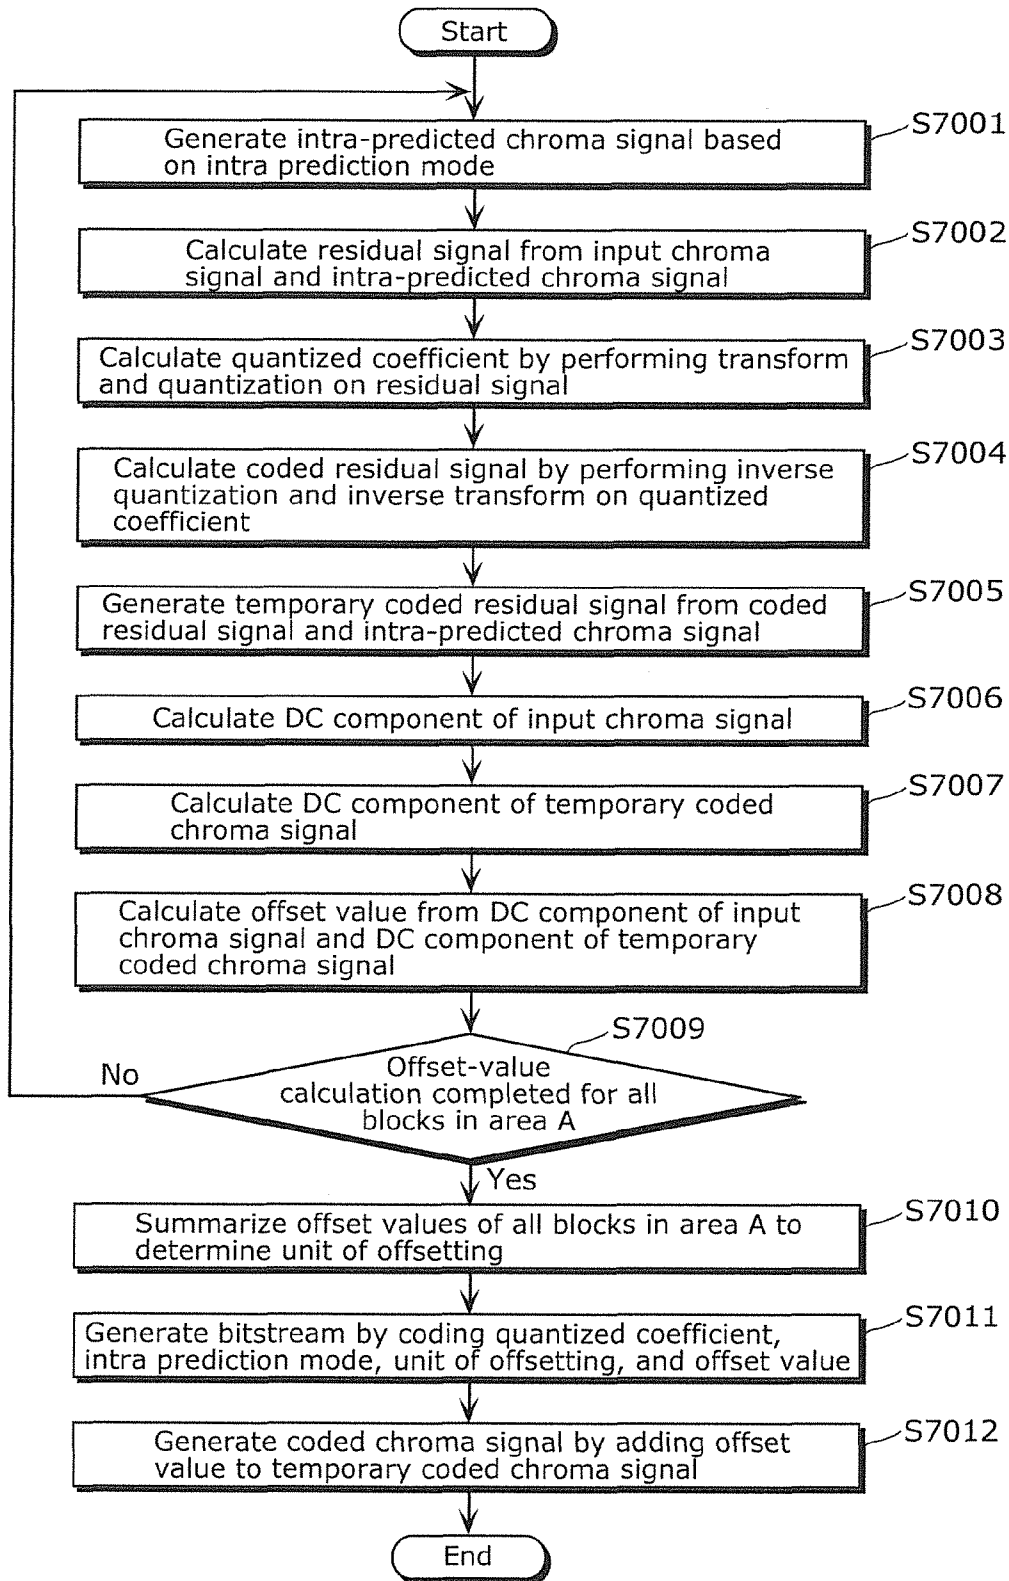 Start
S7001
Generate intra-predicted chroma signal based
on intra prediction mode
S7002
Calculate residual signal from input chroma
signal and intra-predicted chroma signal
S7003
Calculate quantized coefficient by performing transform
and quantization on residual signal
S7004
Calculate coded residual signal by performing inverse
quantization and inverse transform on quantized
coefficient
S7005
Generate temporary coded residual signal from coded
residual signal and intra-predicted chroma signal
S7006
Calculate DC component of input chroma signal
S7007
Calculate DC component of temporary coded
chroma signal
S7008
Calculate offset value from DC component of input
chroma signal and DC component of temporary
coded chroma signal
S7009
Offset-value
calculation completed for all
blocks in area A
No
Yes
S7010
Summarize offset values of all blocks in area A to
determine unit of offsetting
S7011
Generate bitstream by coding quantized coefficient,
intra prediction mode, unit of offsetting, and offset value
S7012
Generate coded chroma signal by adding offset
value to temporary coded chroma signal
End